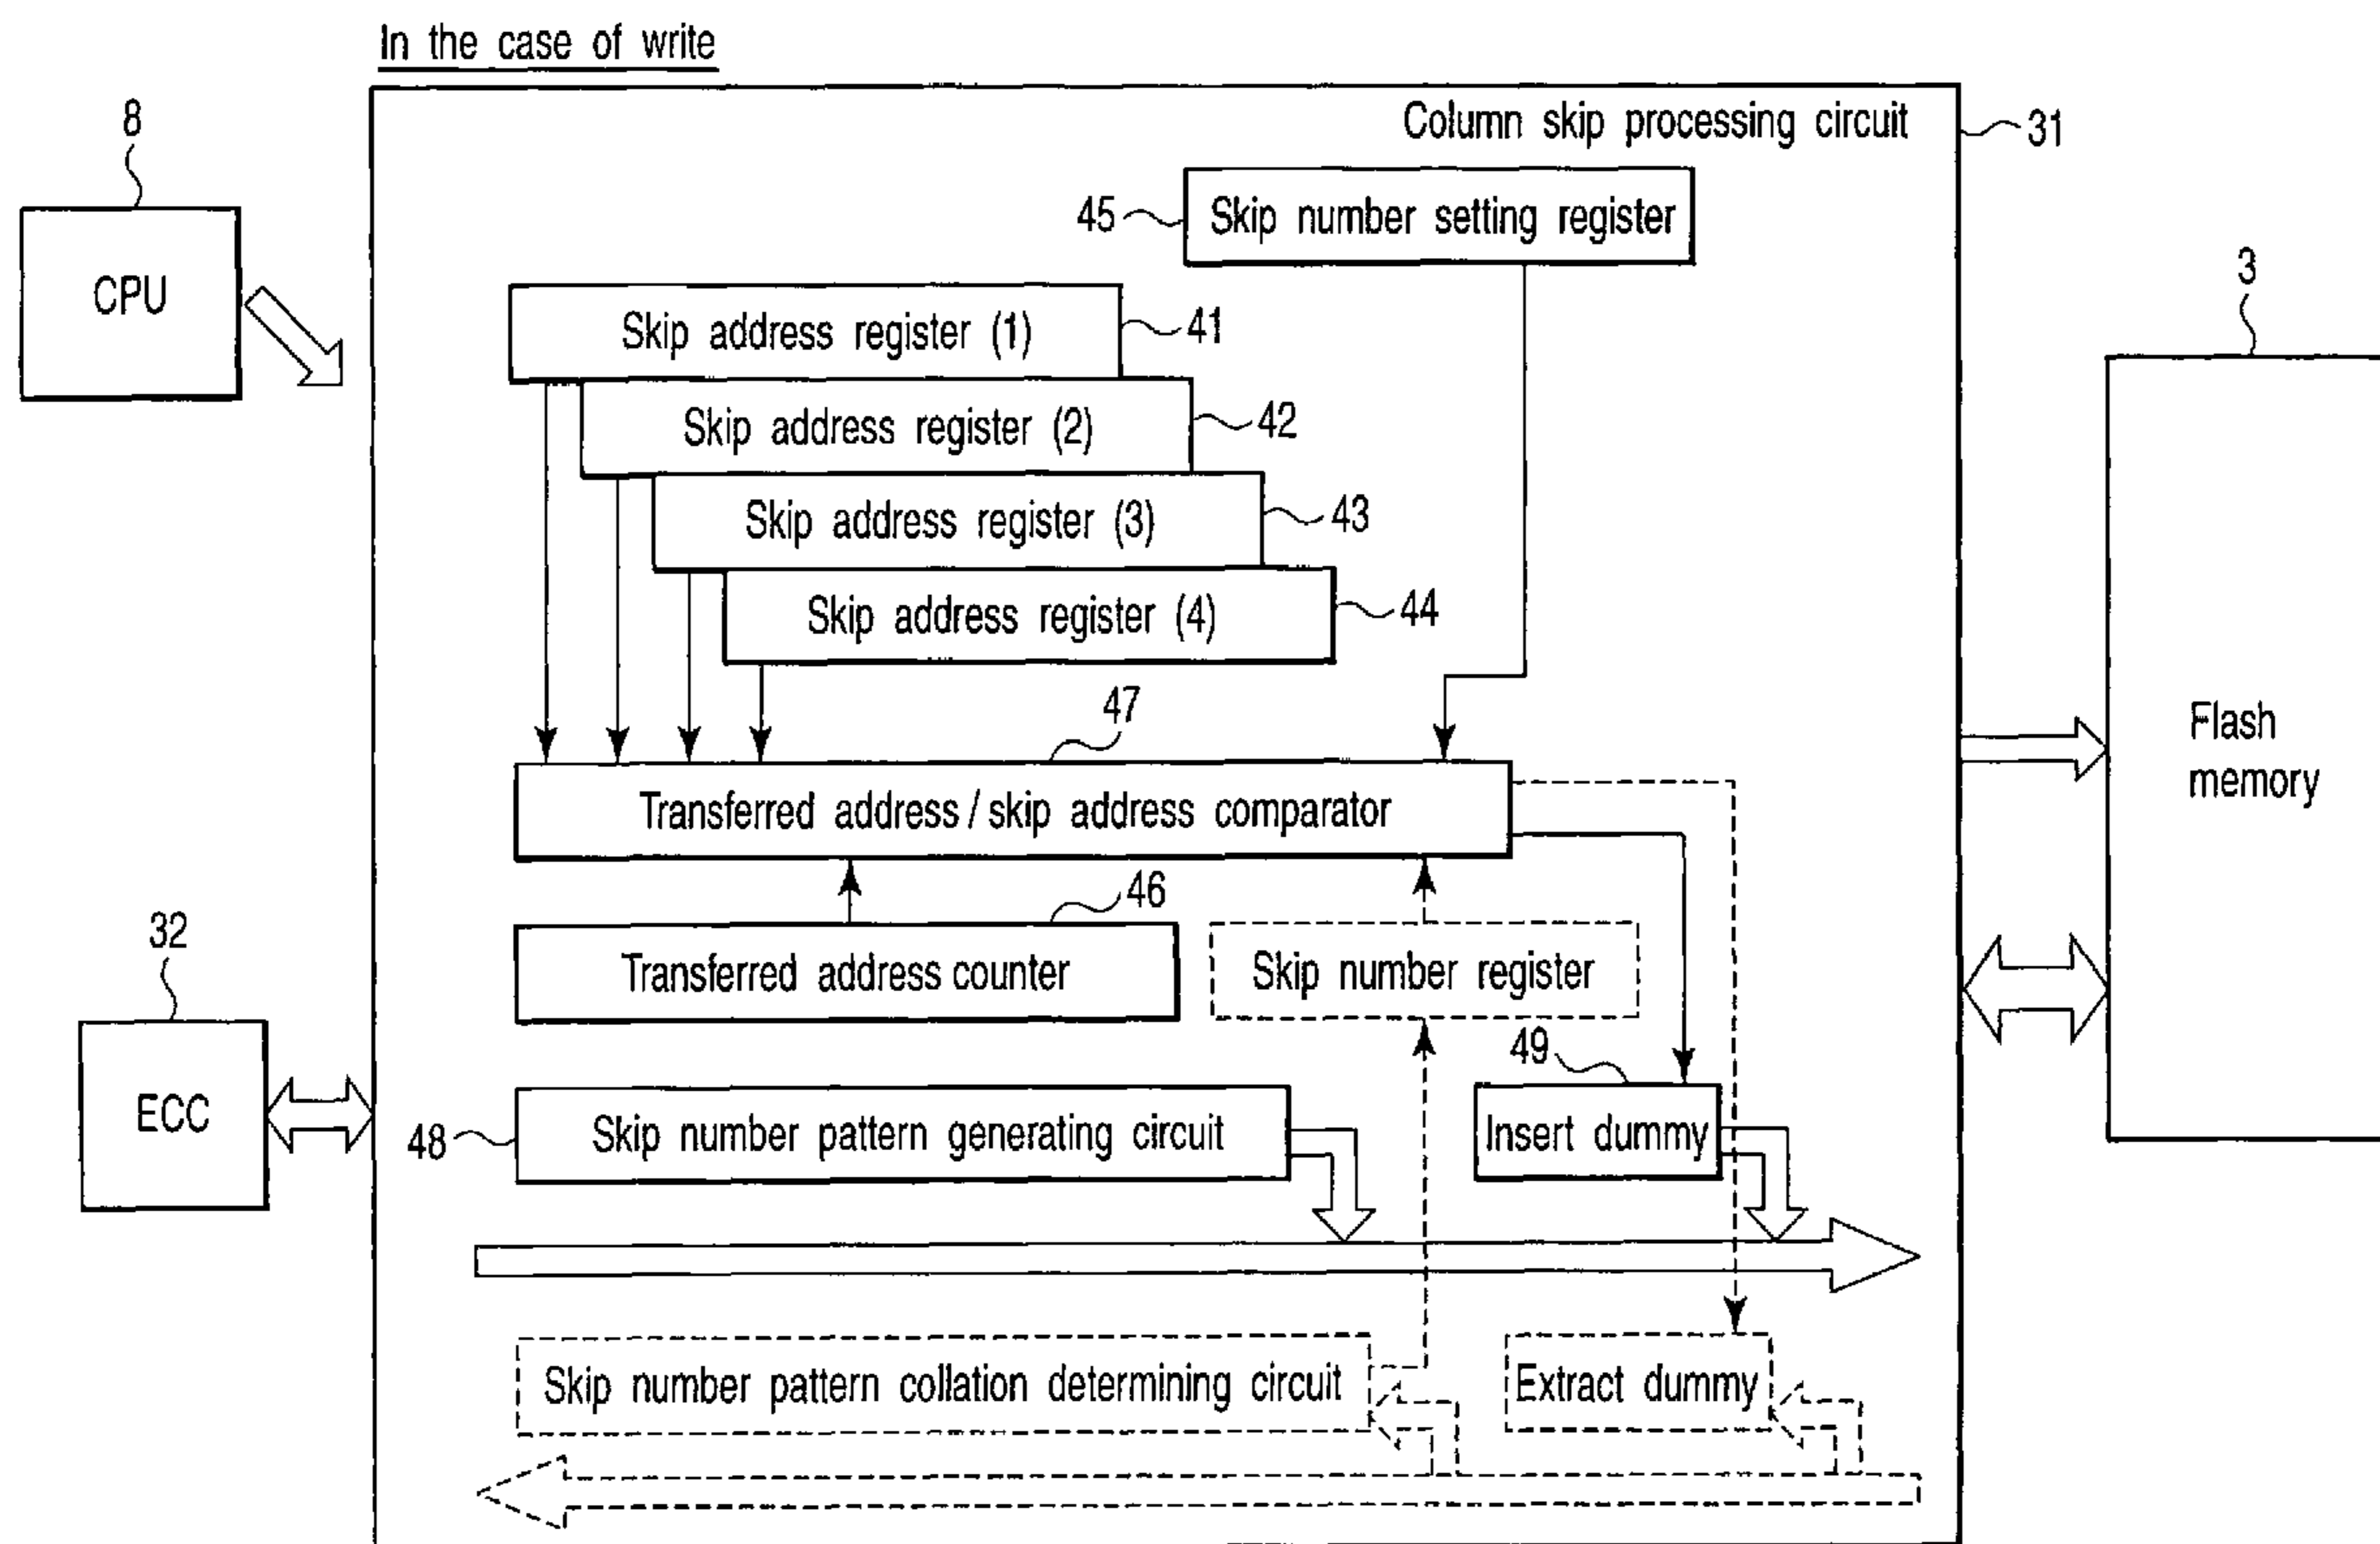 In the case of write
8
Column skip processing circuit
31
45
Skip number setting register
CPU
3
Skip address register (1)
41
Skip address register (2)
42
Skip address register (3)
43
Skip address register (4)
44
47
Flash
memory
Transferred address / skip address comparator
46
32
Transferred address counter
Skip number register
49
ECC
48
Skip number pattern generating circuit
Insert dummy
Skip number pattern collation determining circuit
Extract dummy